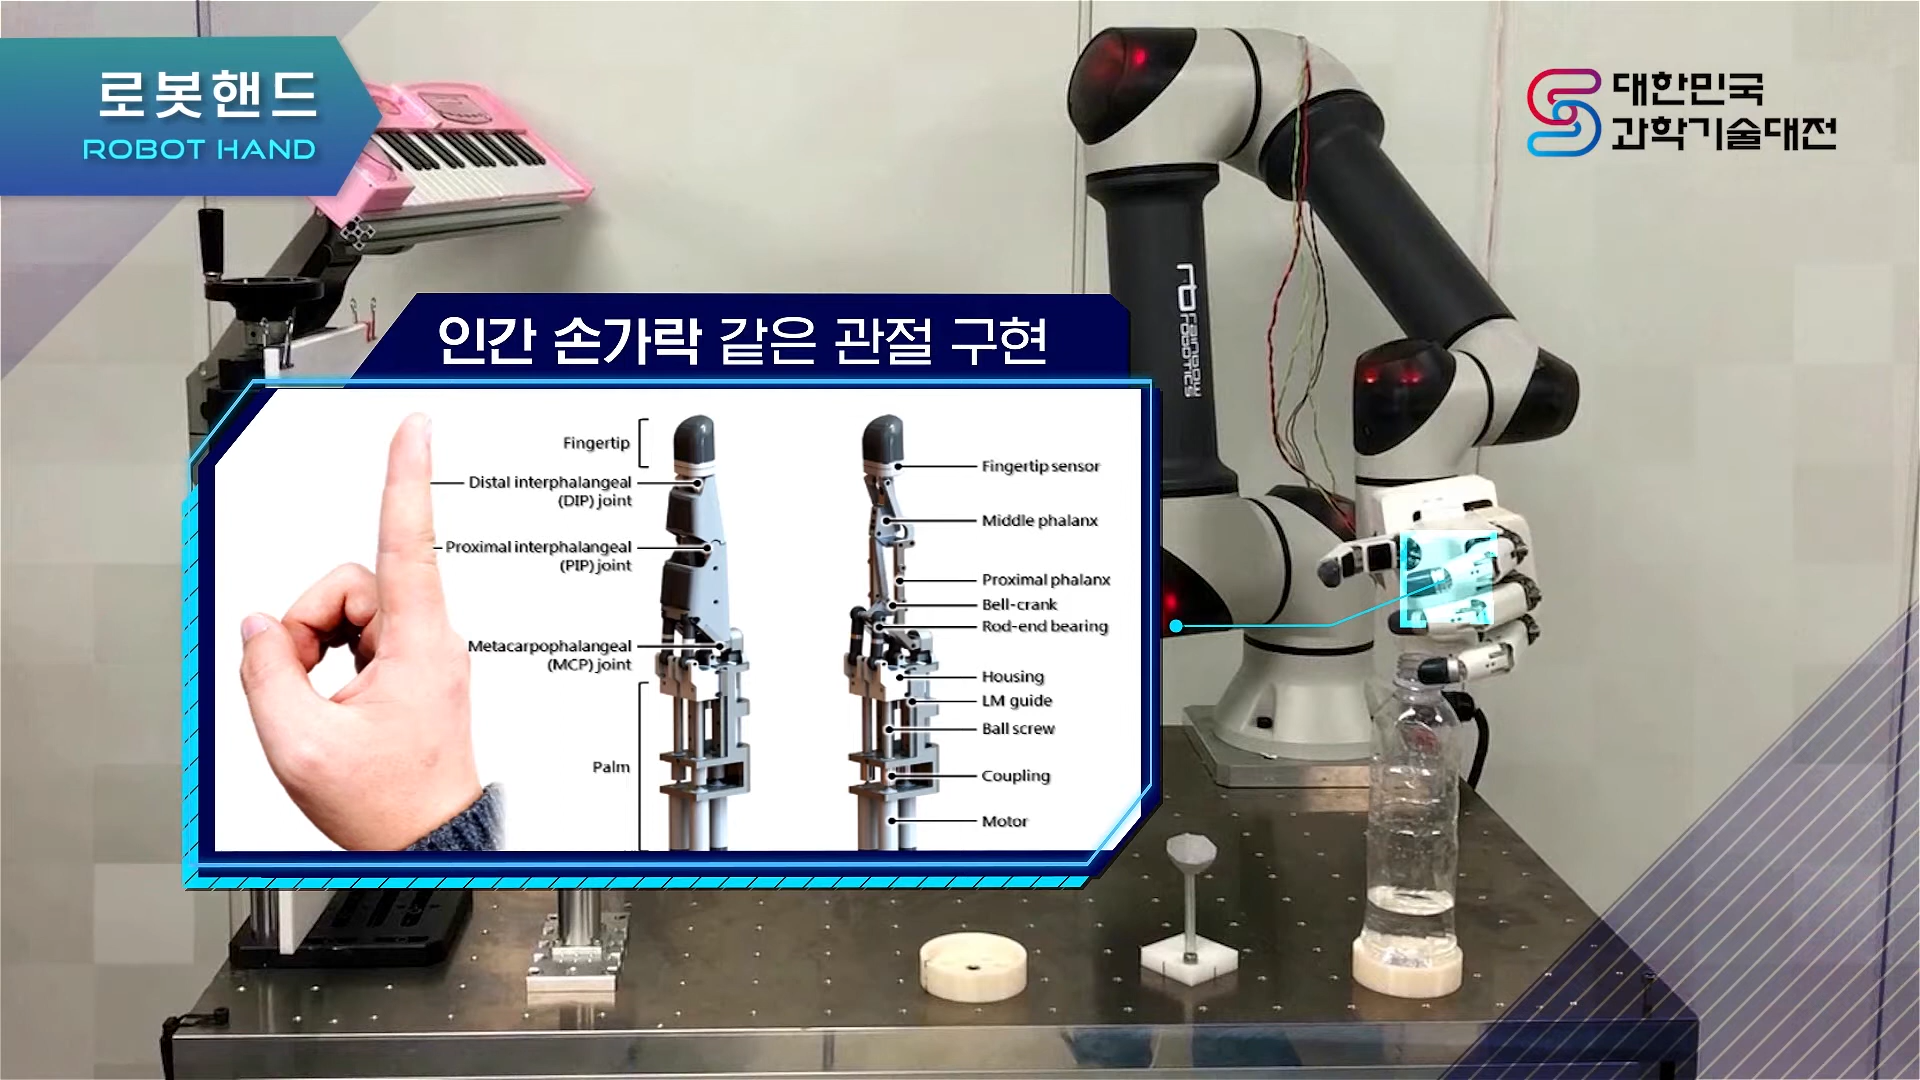 로봇핸드
ROBOT HAND
대한민국
과학기술대전
rainbow
robotics
인간 손가락 같은 관절 구현
Fingertip
Distal interphalangeal
(DIP) joint
Proximal interphalangeal
(PIP) joint
Metacarpophalangeal
(MCP) joint
Palm
Fingertip sensor
Middle phalanx
Proximal phalanx
Bell-crank
Rod-end bearing
Housing
LM guide
Ball screw
Coupling
Motor